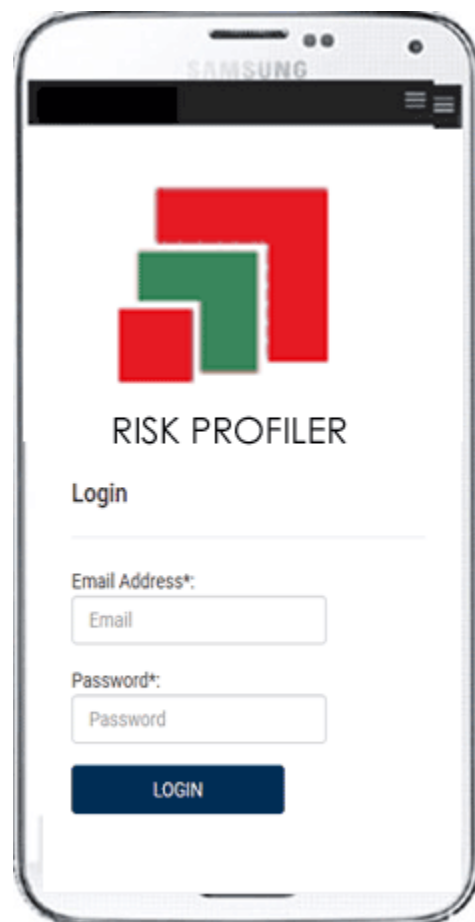 SAMSUNG
RISK PROFILER
Login
Email Address*:
Email
Password*:
Password
LOGIN